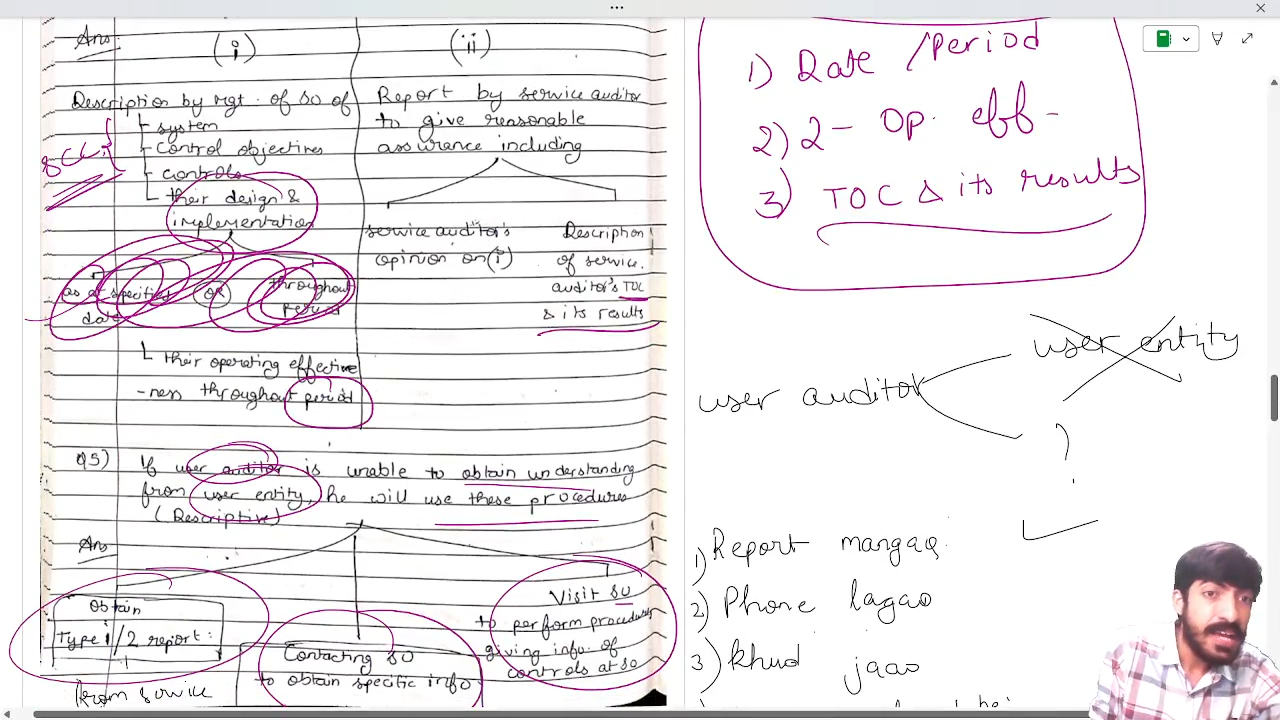 Ans
(i)
Description by mgt. of SO of
system
control objectives
controls
their design &
implementation
as at specified
date
OR
throughout
period
their operating effective
-ness throughout period
(ii)
Report by service auditor
to give reasonable
assurance including
service auditor's
opinion on (i)
Description
of service
auditor's TOC
& its results
Q5) If user auditor is unable to obtain understanding
from user entity, he will use these procedures
(Descriptive)
Ans
Obtain
Type 1/2 report:
from service
Contacting SO
to obtain specific info
Visit SO
to perform procedures
giving info. of
controls at SO
1) Date / Period
2) 2 - Op. eff -
3) TOC & its results
user auditor
user entity
?
1) Report mangao
2) Phone lagao
3) khud jaao